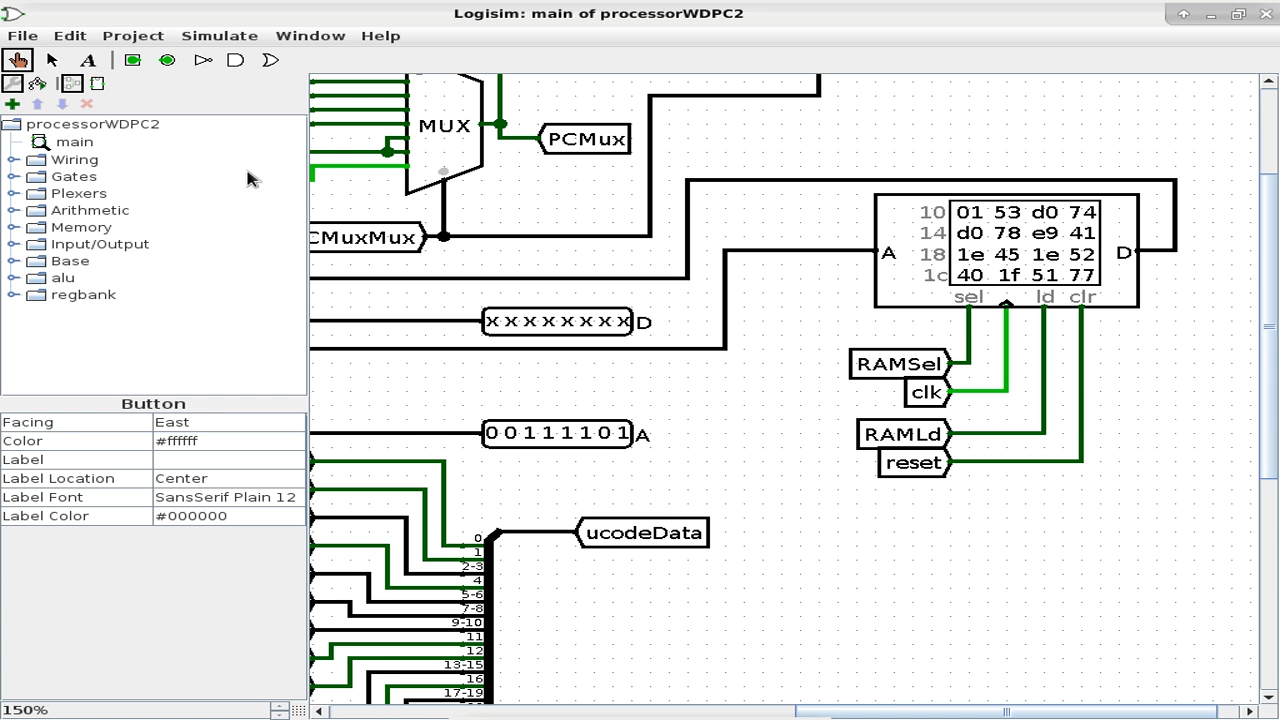 Logisim: main of processorWDPC2
File Edit Project Simulate Window Help
A
processorWDPC2
main
Wiring
Gates
Plexers
Arithmetic
Memory
Input/Output
Base
alu
regbank
Button
Facing East
Color #ffffff
Label
Label Location Center
Label Font SansSerif Plain 12
Label Color #000000
150%
MUX
PCMux
CMuxMux
10 01 53 d0 74
14 d0 78 e9 41
A 18 1e 45 1e 52 D
1c 40 1f 51 77
sel ld clr
xxxxxxxx D
RAMSel
clk
00111101 A
RAMLd
reset
ucodeData
0
1
2-3
4
5-6
7-8
9-10
11
12
13-15
16
17-19